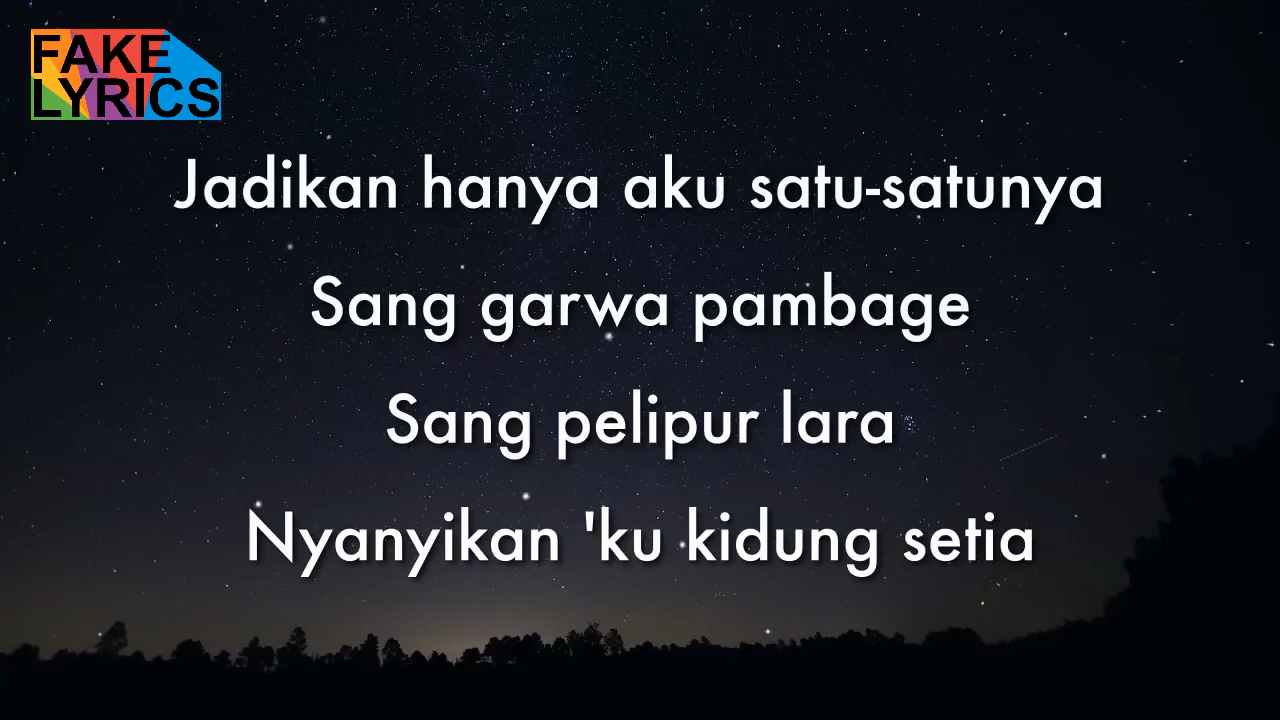 FAKE
LYRICS
Jadikan hanya aku satu-satunya
Sang garwa pambage
Sang pelipur lara
Nyanyikan 'ku kidung setia